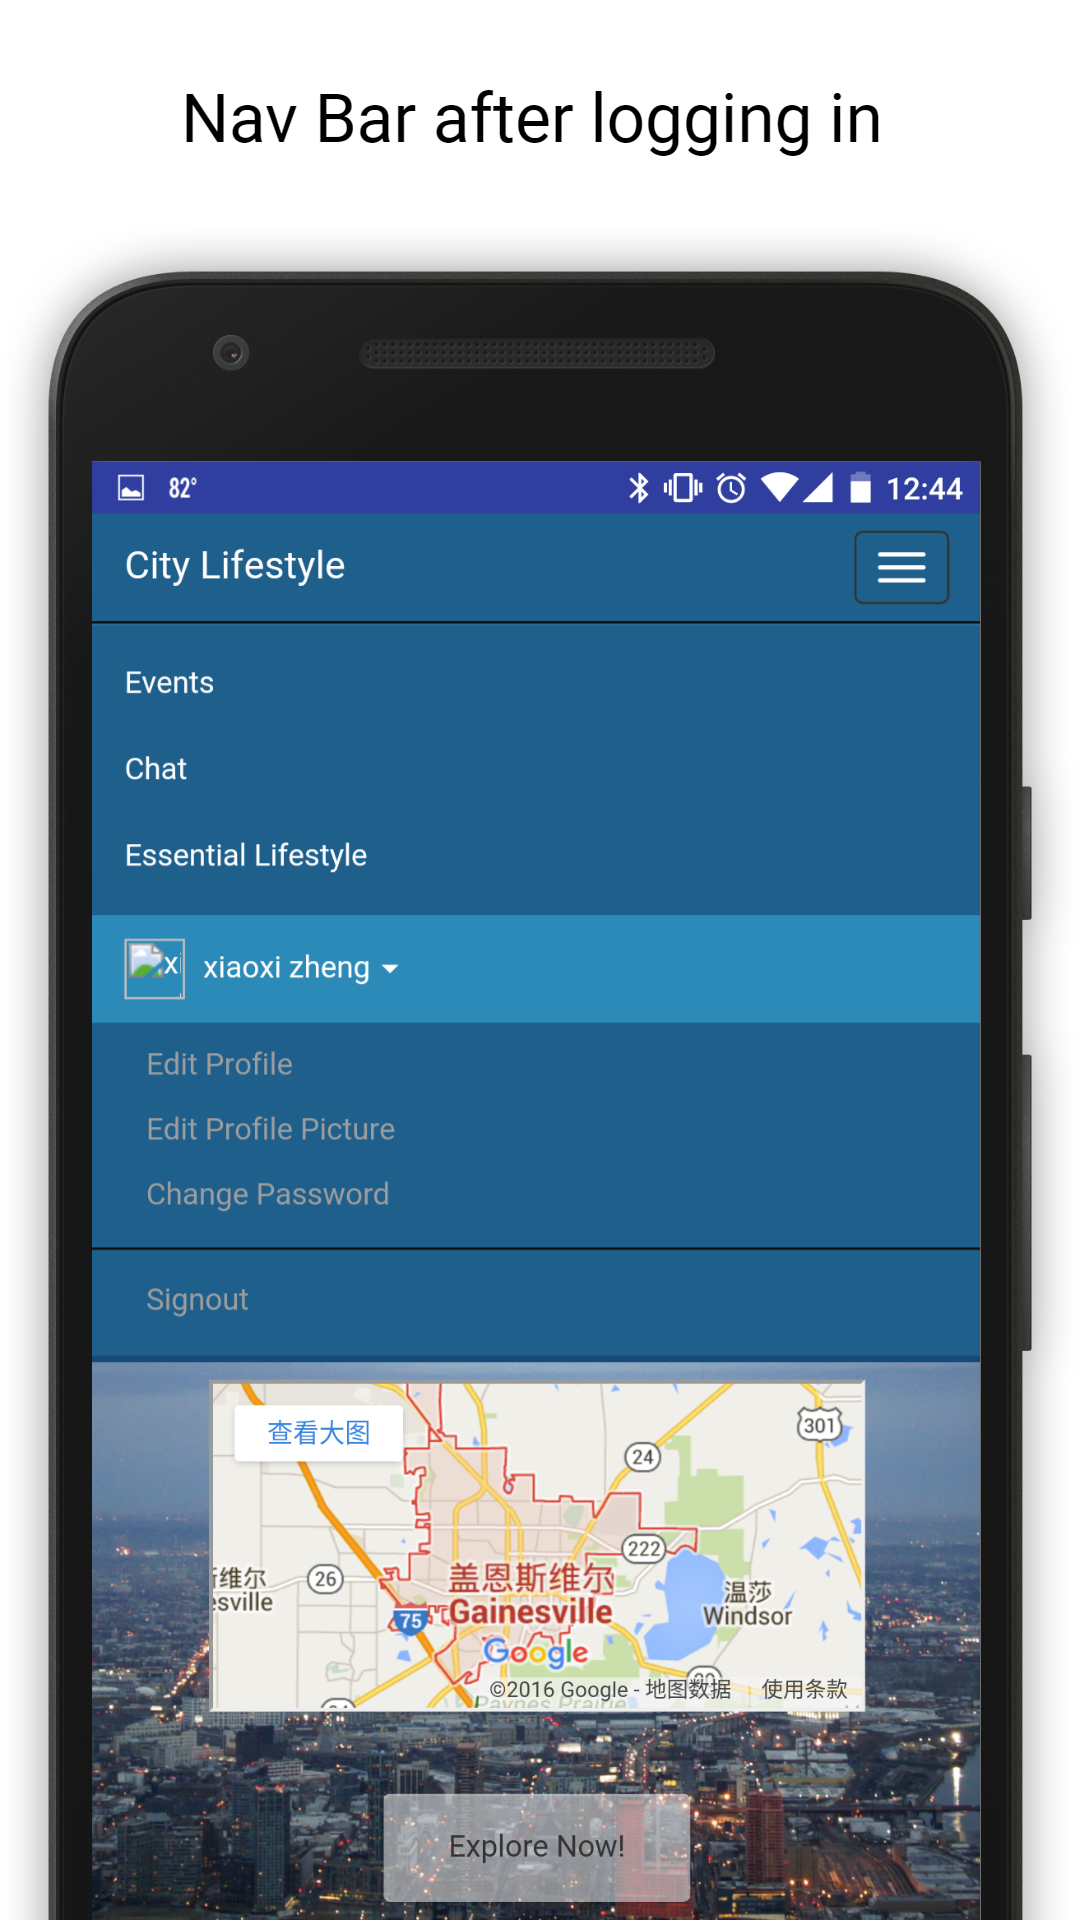 Nav Bar after logging in
82°
12:44
City Lifestyle
Events
Chat
Essential Lifestyle
xi
xiaoxi zheng
Edit Profile
Edit Profile Picture
Change Password
Signout
查看大图
301
24
222
26
斤维尔
esville
盖恩斯维尔
Gainesville
75
温莎
Windsor
Google
©2016 Google - 地图数据
使用条款
Paynes Prairie
Explore Now!